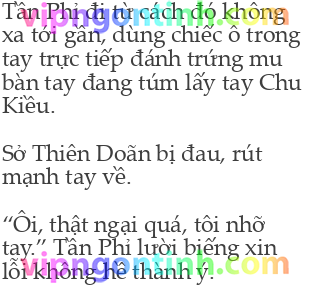 Tần Phi đi từ cách đó không
xa tới gần, dùng chiếc ô trong
tay trực tiếp đánh trúng mu
bàn tay đang túm lấy tay Chu
Kiều.
Sở Thiên Doãn bị đau, rút
mạnh tay về.
“Ôi, thật ngại quá, tôi nhỡ
tay.” Tần Phi lười biếng xin
lỗi không hề thành ý.
vipngontinh.com
vipngontinh.com